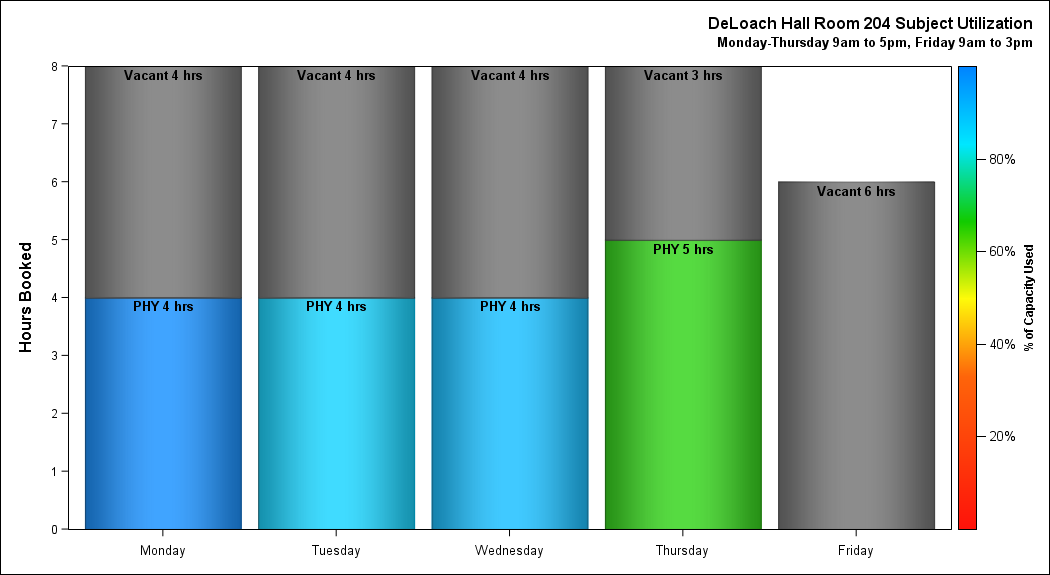 DeLoach Hall Room 204 Subject Utilization
Monday-Thursday 9am to 5pm, Friday 9am to 3pm
Hours Booked
8
7
6
5
4
3
2
1
0
Vacant 4 hrs
Vacant 4 hrs
Vacant 4 hrs
Vacant 3 hrs
Vacant 6 hrs
PHY 4 hrs
PHY 4 hrs
PHY 4 hrs
PHY 5 hrs
Monday
Tuesday
Wednesday
Thursday
Friday
80%
60%
40%
20%
% of Capacity Used